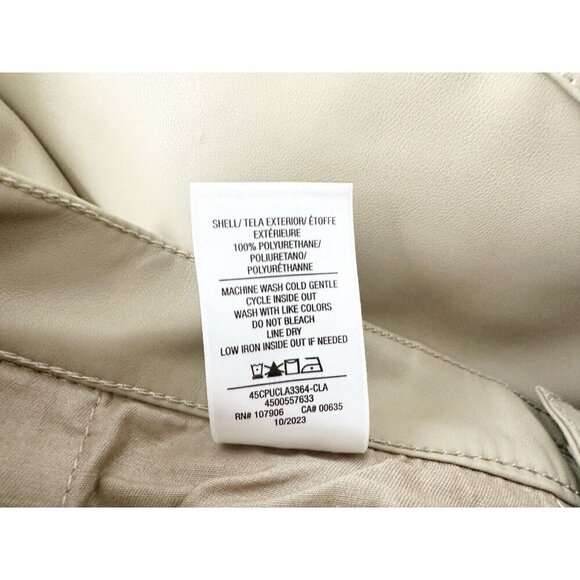 SHELL/ TELA EXTERIOR/ ÉTOFFE
EXTÉRIEURE
100% POLYURETHANE/
POLIURETANO/
POLYURÉTHANNE
MACHINE WASH COLD GENTLE
CYCLE INSIDE OUT
WASH WITH LIKE COLORS
DO NOT BLEACH
LINE DRY
LOW IRON INSIDE OUT IF NEEDED
45CPUCLA3364-CLA
4500557633
RN# 107906 CA# 00635
10/2023